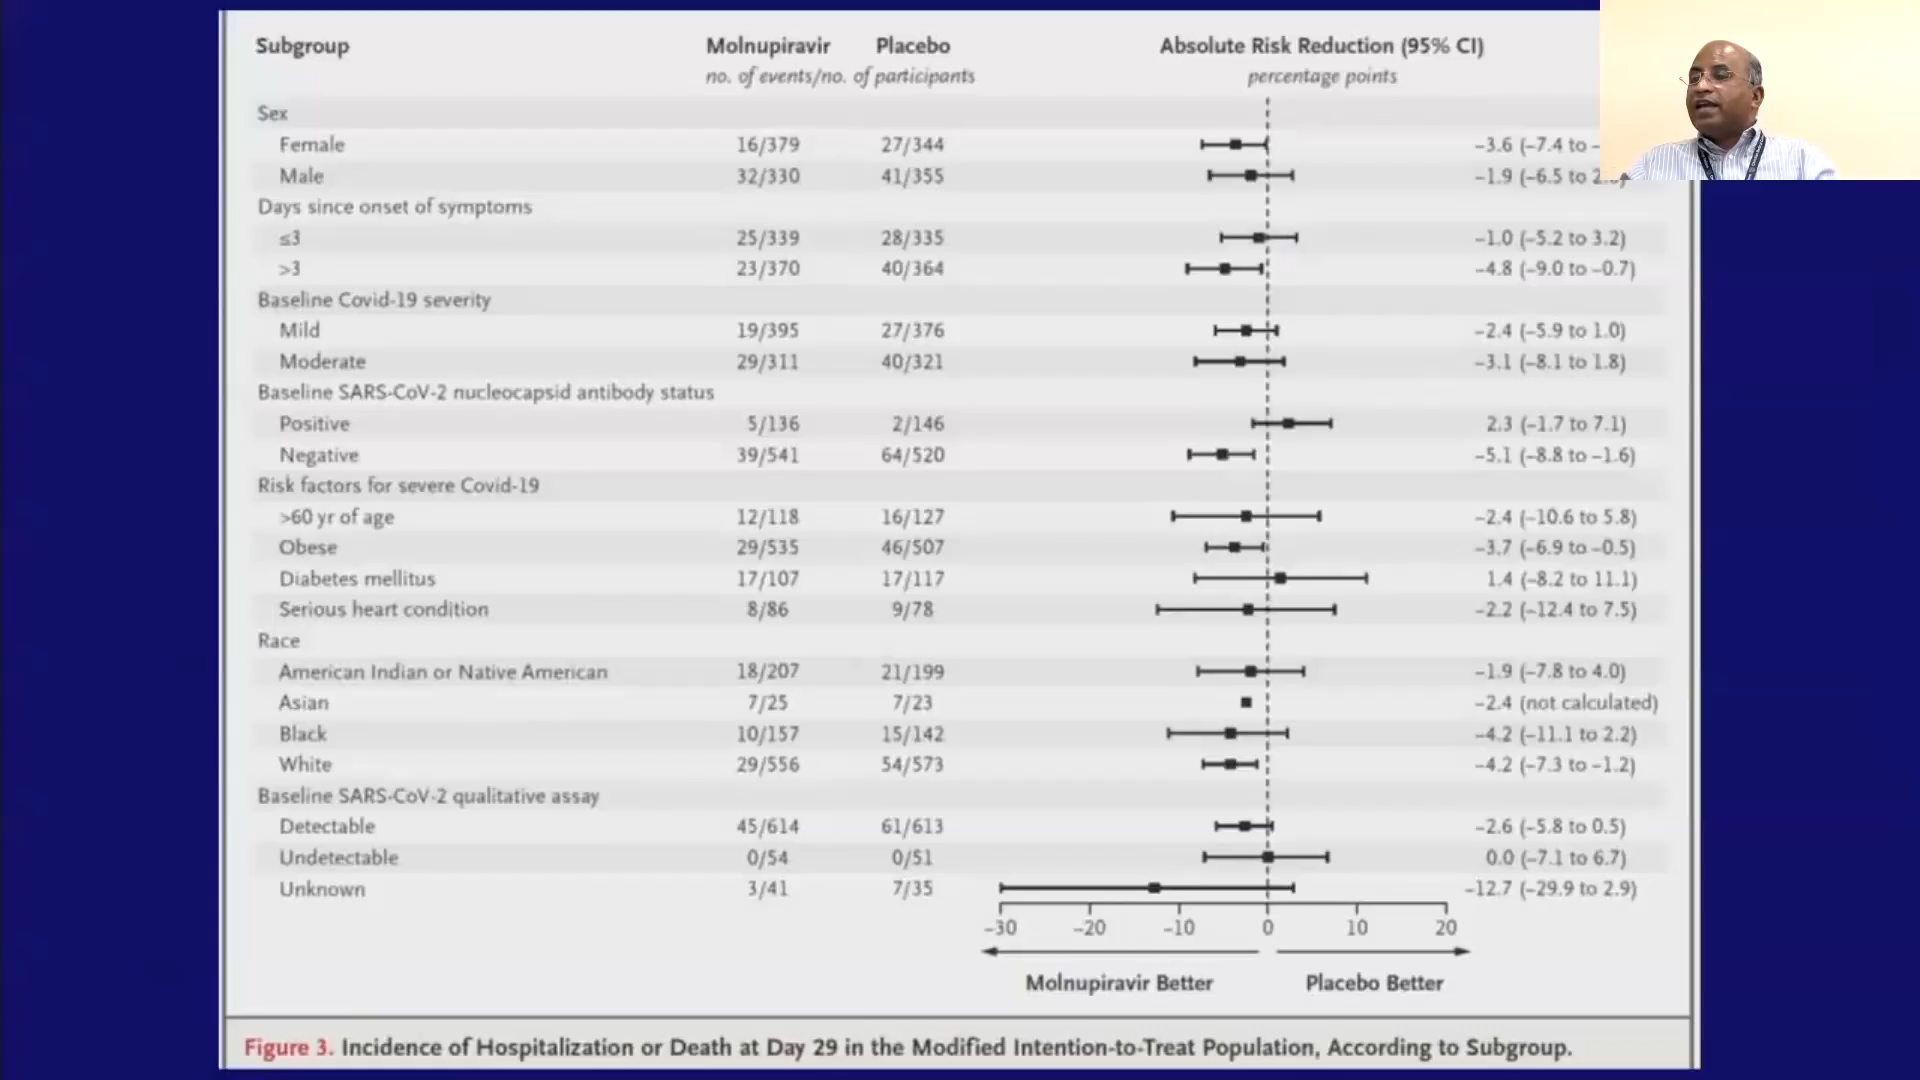 Subgroup Molnupiravir Placebo Absolute Risk Reduction (95% CI)
no. of events/no. of participants percentage points
Sex
Female 16/379 27/344 −3.6 (−7.4 to −
Male 32/330 41/355 −1.9 (−6.5 to
Days since onset of symptoms
≤3 25/339 28/335 −1.0 (−5.2 to 3.2)
>3 23/370 40/364 −4.8 (−9.0 to −0.7)
Baseline Covid-19 severity
Mild 19/395 27/376 −2.4 (−5.9 to 1.0)
Moderate 29/311 40/321 −3.1 (−8.1 to 1.8)
Baseline SARS-CoV-2 nucleocapsid antibody status
Positive 5/136 2/146 2.3 (−1.7 to 7.1)
Negative 39/541 64/520 −5.1 (−8.8 to −1.6)
Risk factors for severe Covid-19
>60 yr of age 12/118 16/127 −2.4 (−10.6 to 5.8)
Obese 29/535 46/507 −3.7 (−6.9 to −0.5)
Diabetes mellitus 17/107 17/117 1.4 (−8.2 to 11.1)
Serious heart condition 8/86 9/78 −2.2 (−12.4 to 7.5)
Race
American Indian or Native American 18/207 21/199 −1.9 (−7.8 to 4.0)
Asian 7/25 7/23 −2.4 (not calculated)
Black 10/157 15/142 −4.2 (−11.1 to 2.2)
White 29/556 54/573 −4.2 (−7.3 to −1.2)
Baseline SARS-CoV-2 qualitative assay
Detectable 45/614 61/613 −2.6 (−5.8 to 0.5)
Undetectable 0/54 0/51 0.0 (−7.1 to 6.7)
Unknown 3/41 7/35 −12.7 (−29.9 to 2.9)
−30 −20 −10 0 10 20
Molnupiravir Better Placebo Better
Figure 3. Incidence of Hospitalization or Death at Day 29 in the Modified Intention-to-Treat Population, According to Subgroup.